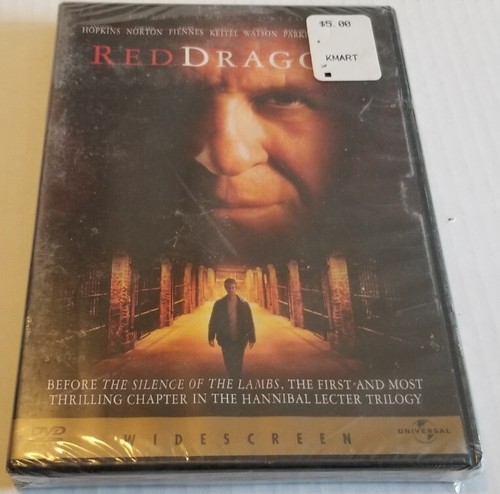 HOPKINS NORTON FIENNES KEITEL WATSON PARK
$5.00
KMART
RED DRAGO
BEFORE THE SILENCE OF THE LAMBS, THE FIRST AND MOST
THRILLING CHAPTER IN THE HANNIBAL LECTER TRILOGY
DVD
WIDESCREEN
UNIVERSAL